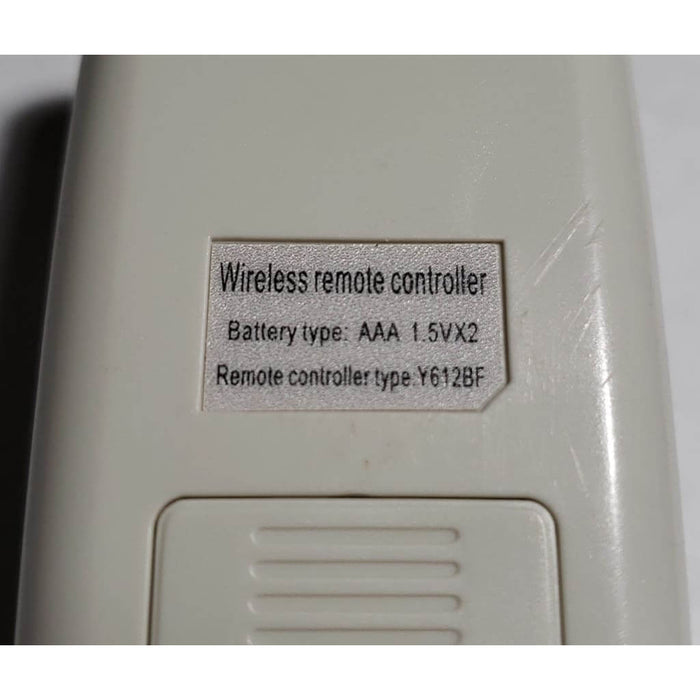 Wireless remote controller
Battery type: AAA 1.5VX2
Remote controller type:Y612BF